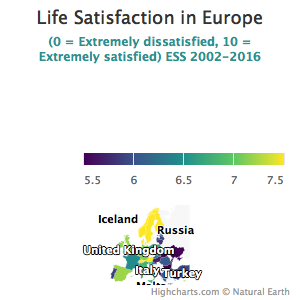 Life Satisfaction in Europe
(0 = Extremely dissatisfied, 10 =
Extremely satisfied) ESS 2002-2016
5.5 6 6.5 7 7.5
Iceland
Russia
United Kingdom
Italy
Turkey
Highcharts.com © Natural Earth